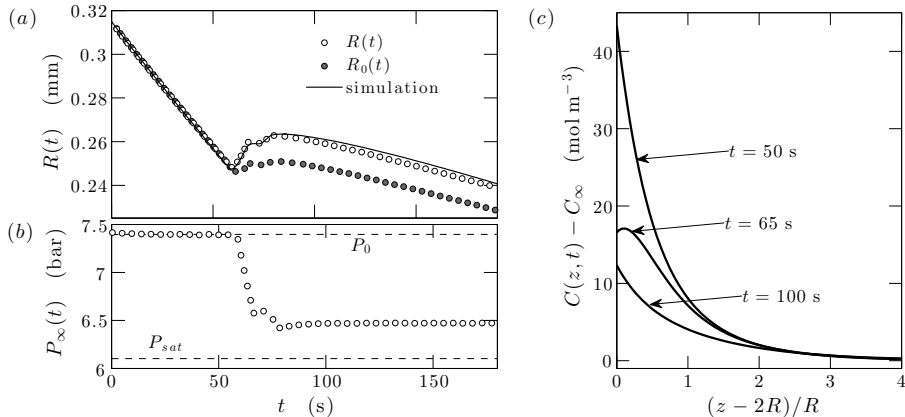 (a)
0.32
0.3
0.28
0.26
0.24
R(t) (mm)
R(t)
R₀(t)
simulation
(b)
7.5
7
6.5
6
P∞(t) (bar)
P₀
Pₛₐₜ
0
50
100
150
t (s)
(c)
40
30
20
10
0
C(z, t) − C∞ (mol m⁻³)
t = 50 s
t = 65 s
t = 100 s
0
1
2
3
4
(z − 2R)/R